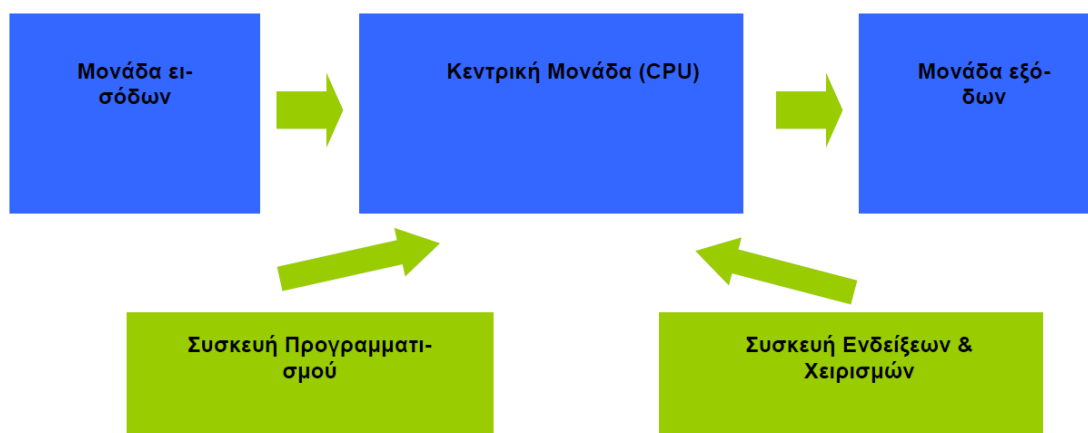 Μονάδα ει-
σόδων
Κεντρική Μονάδα (CPU)
Μονάδα εξό-
δων
Συσκευή Προγραμματι-
σμού
Συσκευή Ενδείξεων &
Χειρισμών